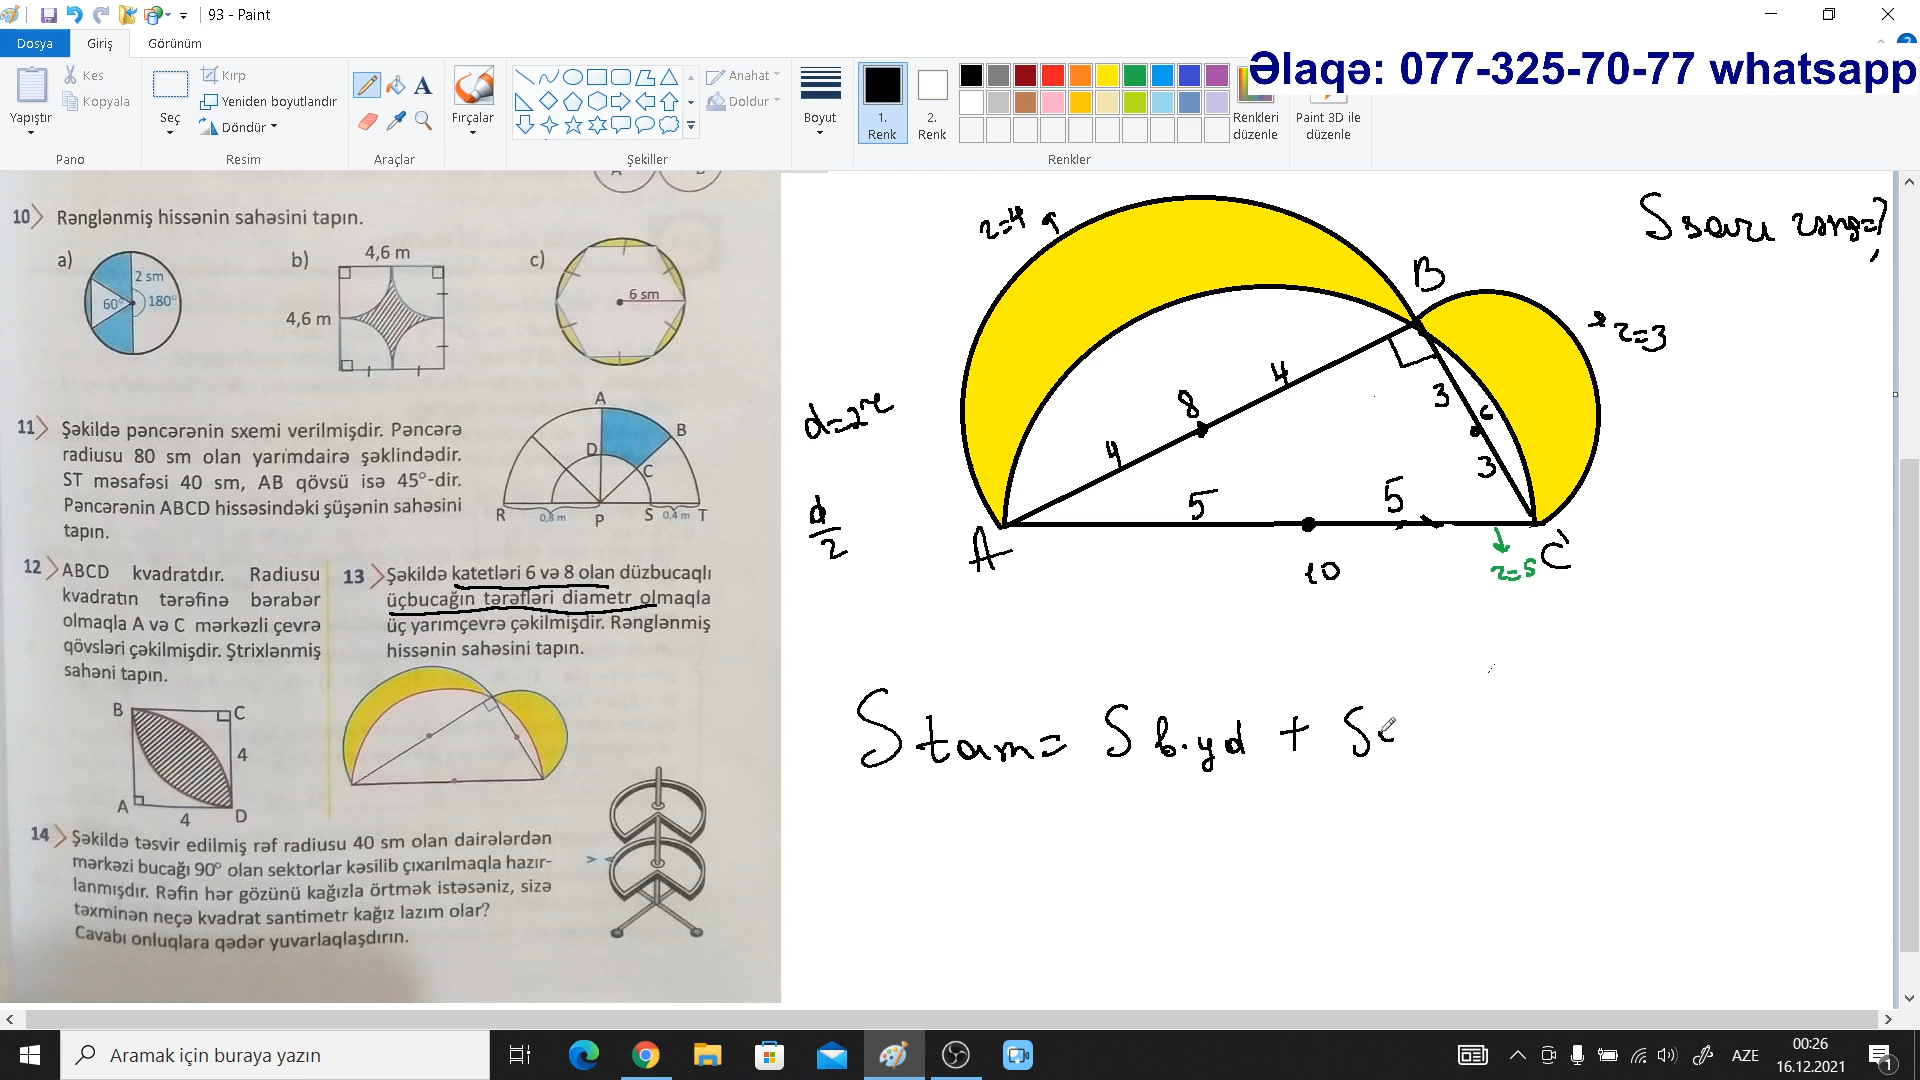 93 - Paint
Dosya
Giriş
Görünüm
Əlaqə: 077-325-70-77 whatsapp
Yapıştır
Kes
Kopyala
Seç
Kırp
Yeniden boyutlandır
Döndür
A
Fırçalar
Anahat
Doldur
Boyut
1.
Renk
2.
Renk
Renkleri
düzenle
Paint 3D ile
düzenle
Pano
Resim
Araçlar
Şekiller
Renkler
10 Rənglənmiş hissənin sahəsini tapın.
a)
2 sm
60°
180°
b)
4,6 m
4,6 m
c)
6 sm
11 Şəkildə pəncərənin sxemi verilmişdir. Pəncərə
radiusu 80 sm olan yarımdairə şəklindədir.
ST məsafəsi 40 sm, AB qövsü isə 45°-dir.
Pəncərənin ABCD hissəsindəki şüşənin sahəsini
tapın.
A
B
D
C
R
0,8 m
P
S
0,4 m
T
12 ABCD kvadratdır. Radiusu
kvadratın tərəfinə bərabər
olmaqla A və C mərkəzli çevrə
qövsləri çəkilmişdir. Ştrixlənmiş
sahəni tapın.
B
C
4
A
4
D
13 Şəkildə katetləri 6 və 8 olan düzbucaqlı
üçbucağın tərəfləri diametr olmaqla
üç yarımçevrə çəkilmişdir. Rənglənmiş
hissənin sahəsini tapın.
14 Şəkildə təsvir edilmiş rəf radiusu 40 sm olan dairələrdən
mərkəzi bucağı 90° olan sektorlar kəsilib çıxarılmaqla hazır-
lanmışdır. Rəfin hər gözünü kağızla örtmək istəsəniz, sizə
təxminən neçə kvadrat santimetr kağız lazım olar?
Cavabı onluqlara qədər yuvarlaqlaşdırın.
S sarı rəng=?
r=4
B
r=3
d=2r
8
4
4
3
6
3
d/2
5
5
A
10
C
r=5
S tam = S b.yd + S
Aramak için buraya yazın
AZE
00:26
16.12.2021
1